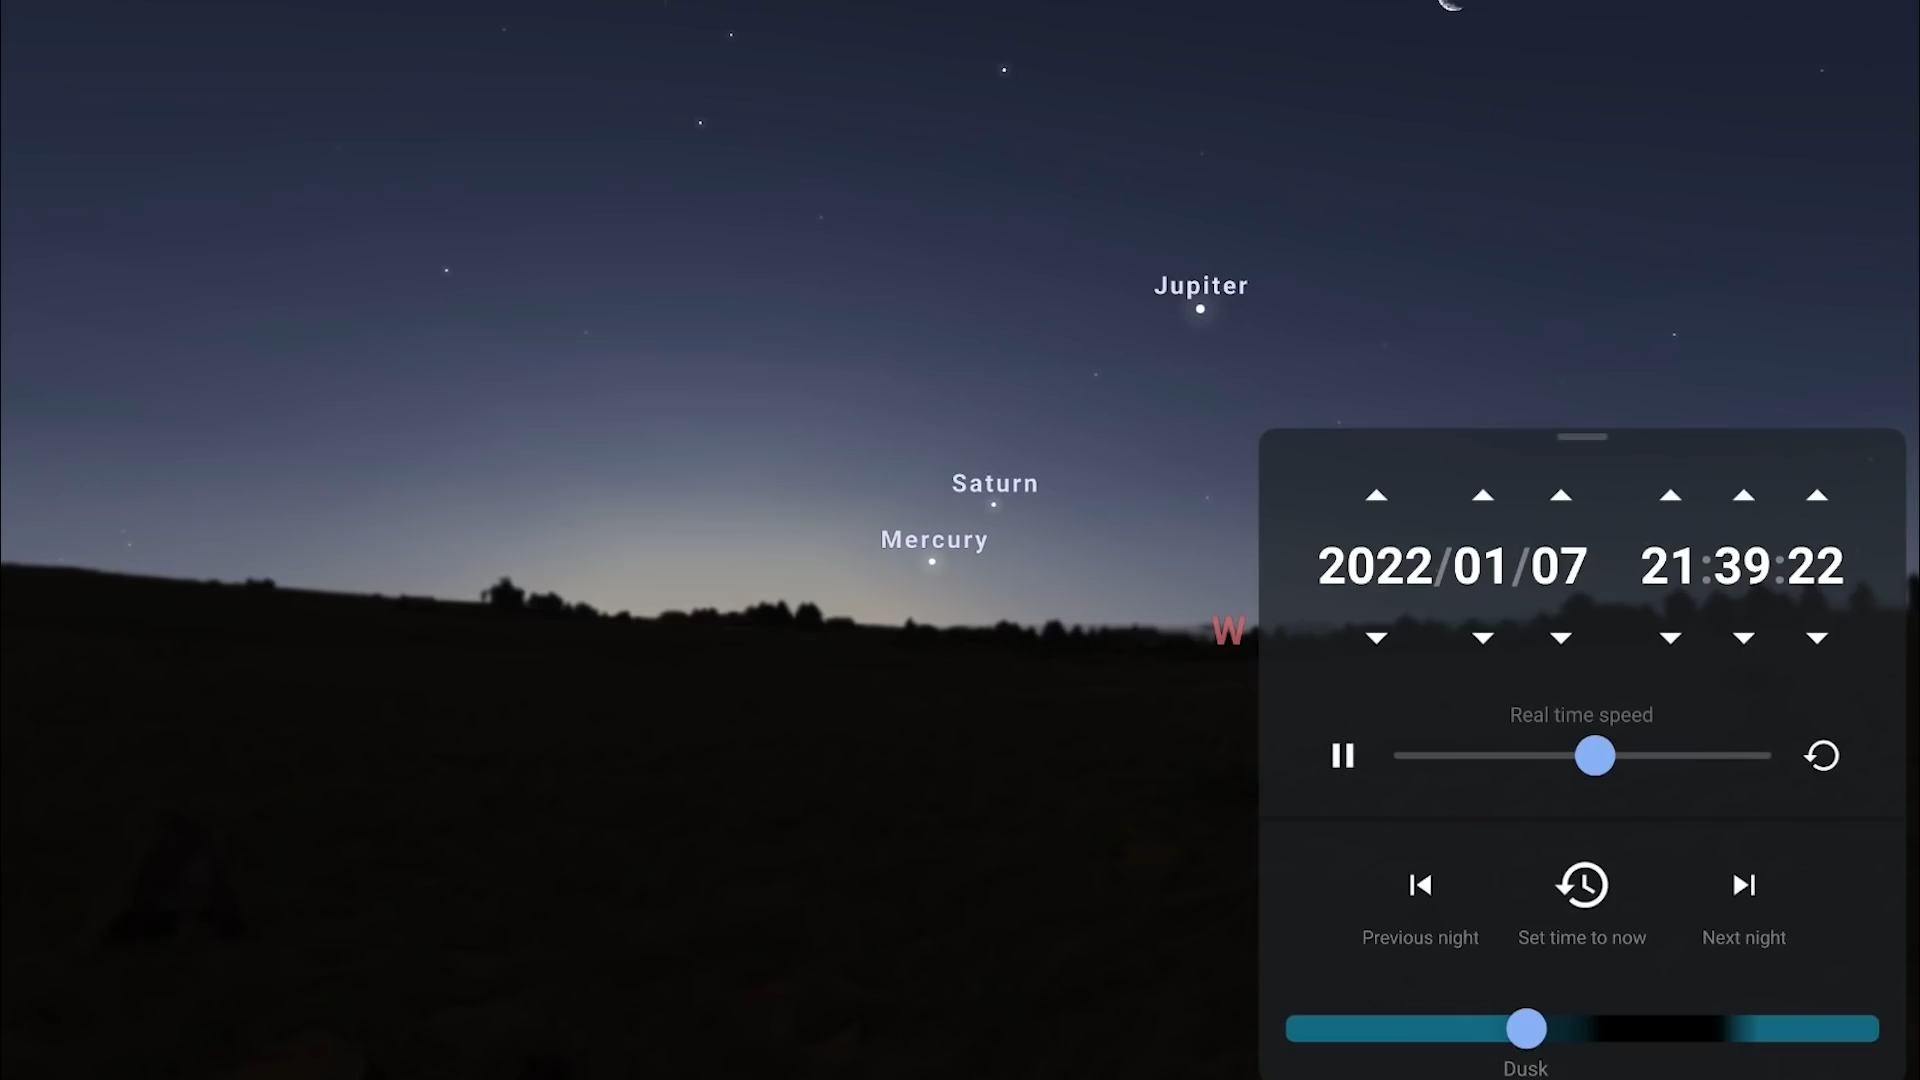 Jupiter
Saturn
Mercury
W
2022/01/07 21:39:22
Real time speed
Previous night Set time to now Next night
Dusk